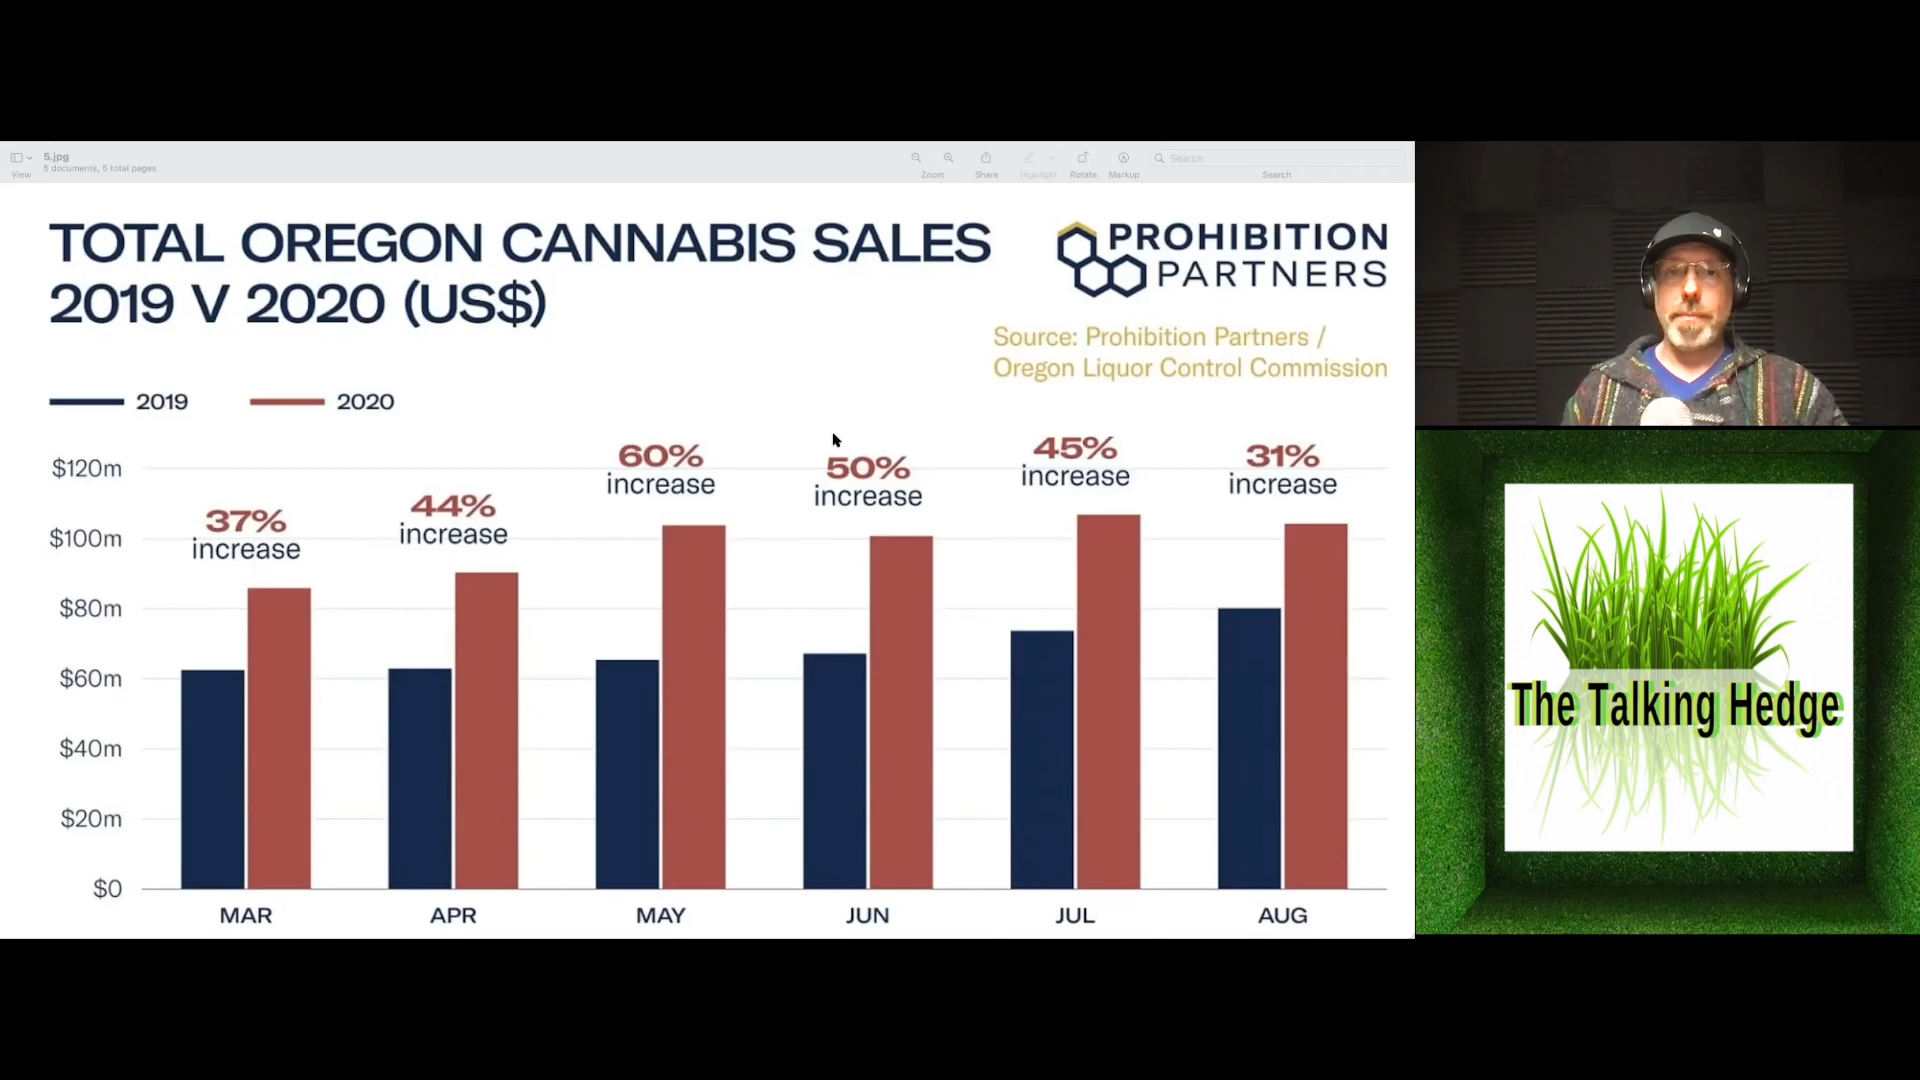 5.jpg
5 documents, 5 total pages
View
Zoom
Share
Highlight
Rotate
Markup
Search
Search
TOTAL OREGON CANNABIS SALES
2019 V 2020 (US$)
PROHIBITION
PARTNERS
Source: Prohibition Partners /
Oregon Liquor Control Commission
2019
2020
$120m
$100m
$80m
$60m
$40m
$20m
$0
37%
increase
44%
increase
60%
increase
50%
increase
45%
increase
31%
increase
MAR
APR
MAY
JUN
JUL
AUG
The Talking Hedge